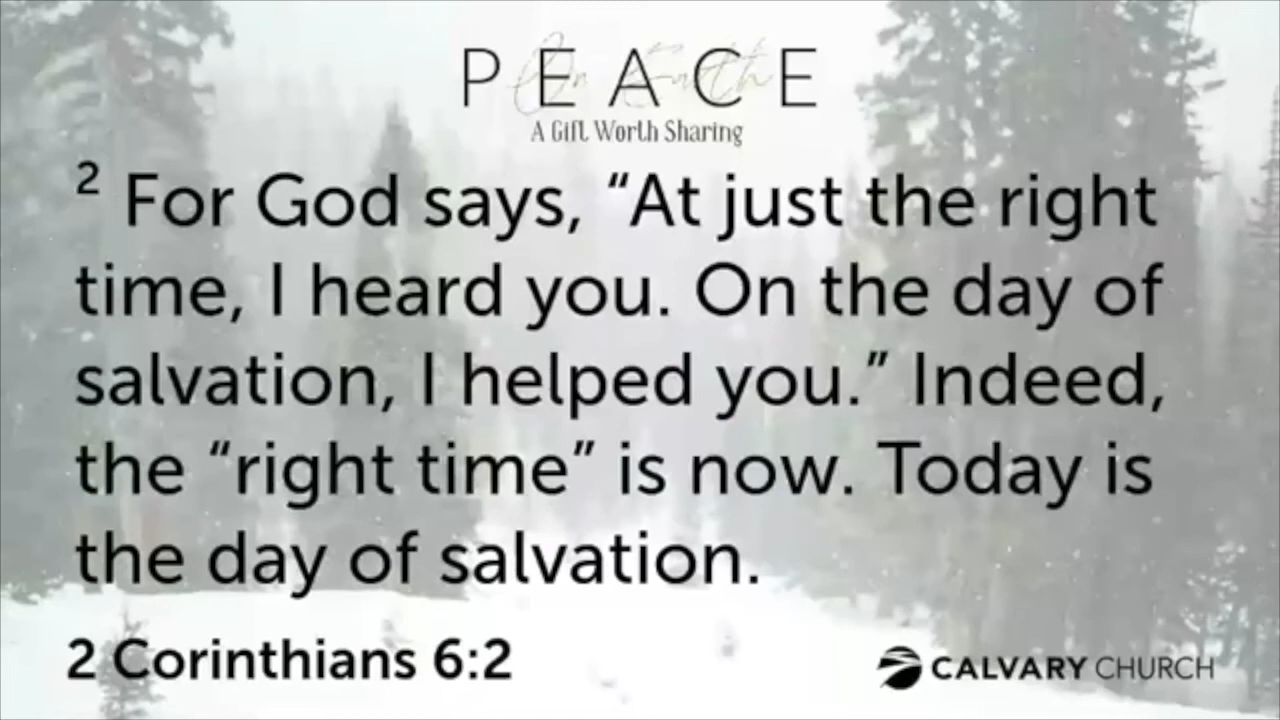 PEACE
On Earth
A Gift Worth Sharing
2 For God says, “At just the right
time, I heard you. On the day of
salvation, I helped you.” Indeed,
the “right time” is now. Today is
the day of salvation.
2 Corinthians 6:2
CALVARY CHURCH